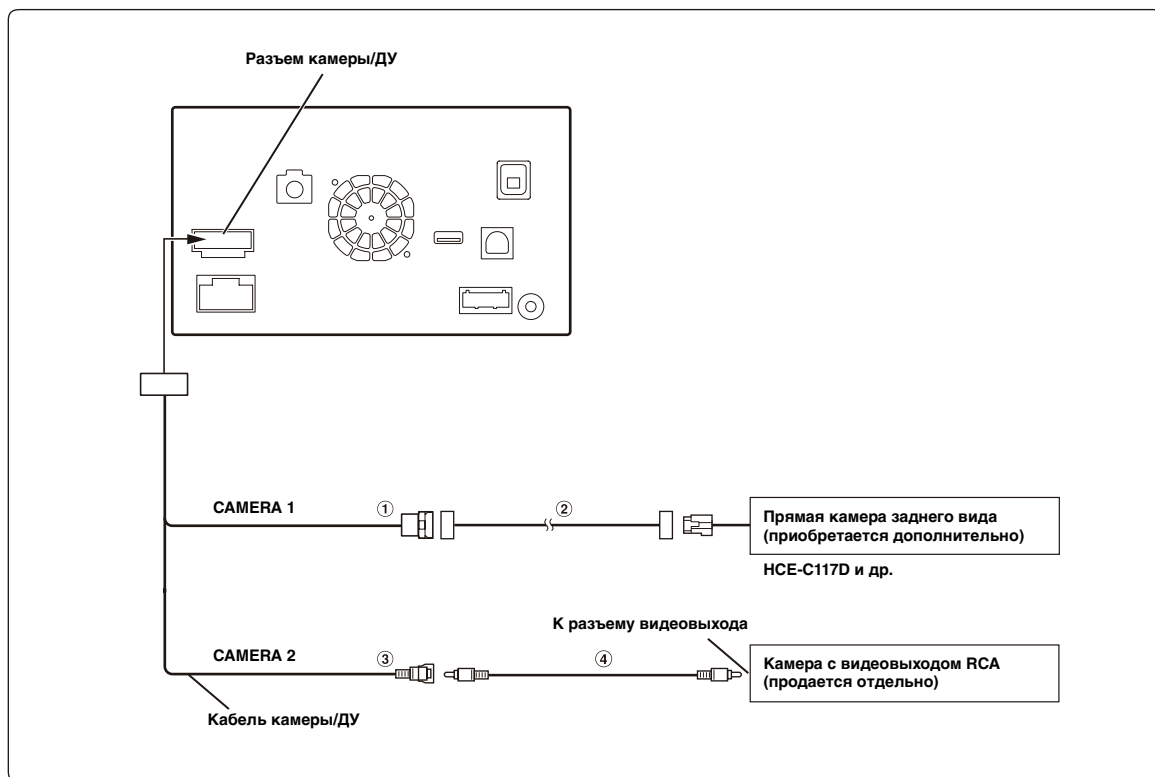 Разъем камеры/ДУ
CAMERA 1
①
②
Прямая камера заднего вида
(приобретается дополнительно)
HCE-C117D и др.
К разъему видеовыхода
CAMERA 2
③
④
Камера с видеовыходом RCA
(продается отдельно)
Кабель камеры/ДУ